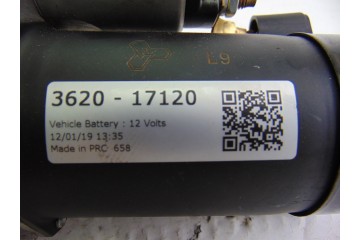 L9
3620 - 17120
Vehicle Battery : 12 Volts
12/01/19 13:35
Made in PRC 658